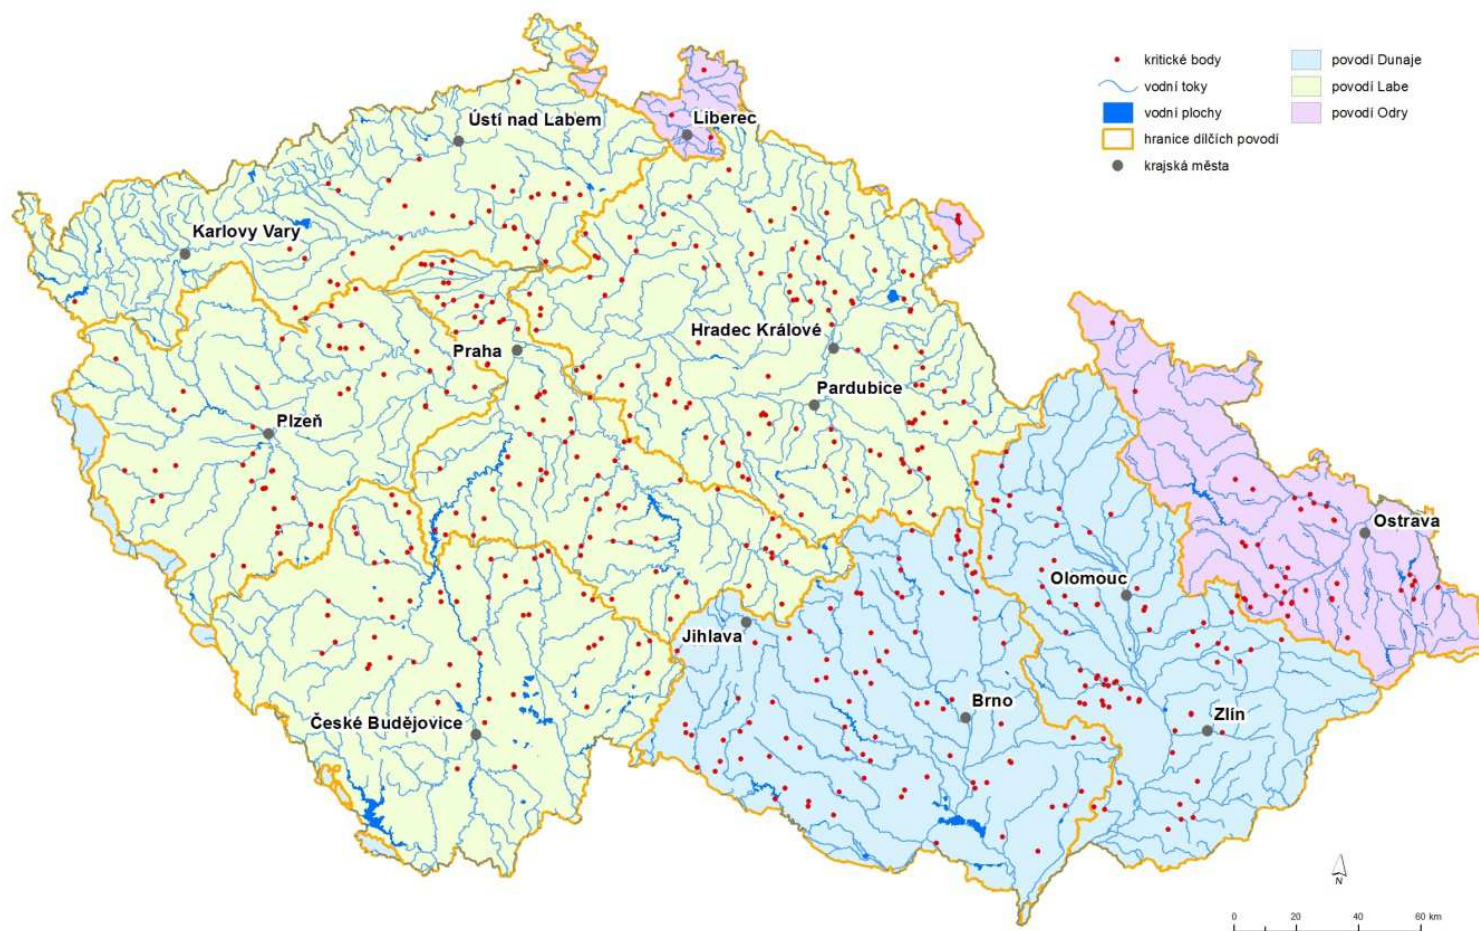 kritické body
vodní toky
vodní plochy
hranice dílčích povodí
krajská města
povodí Dunaje
povodí Labe
povodí Odry
Ústí nad Labem
Liberec
Karlovy Vary
Hradec Králové
Praha
Pardubice
Plzeň
Ostrava
Olomouc
Jihlava
Brno
Zlín
České Budějovice
N
0 20 40 60 km